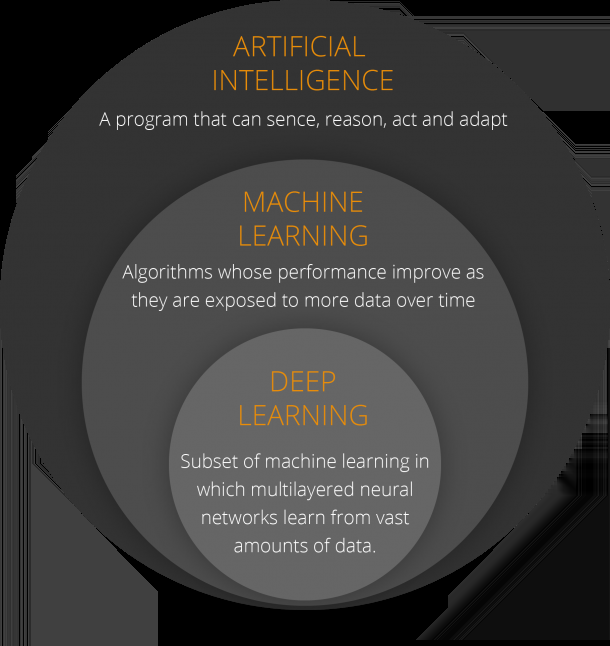 ARTIFICIAL
INTELLIGENCE
A program that can sence, reason, act and adapt
MACHINE
LEARNING
Algorithms whose performance improve as
they are exposed to more data over time
DEEP
LEARNING
Subset of machine learning in
which multilayered neural
networks learn from vast
amounts of data.